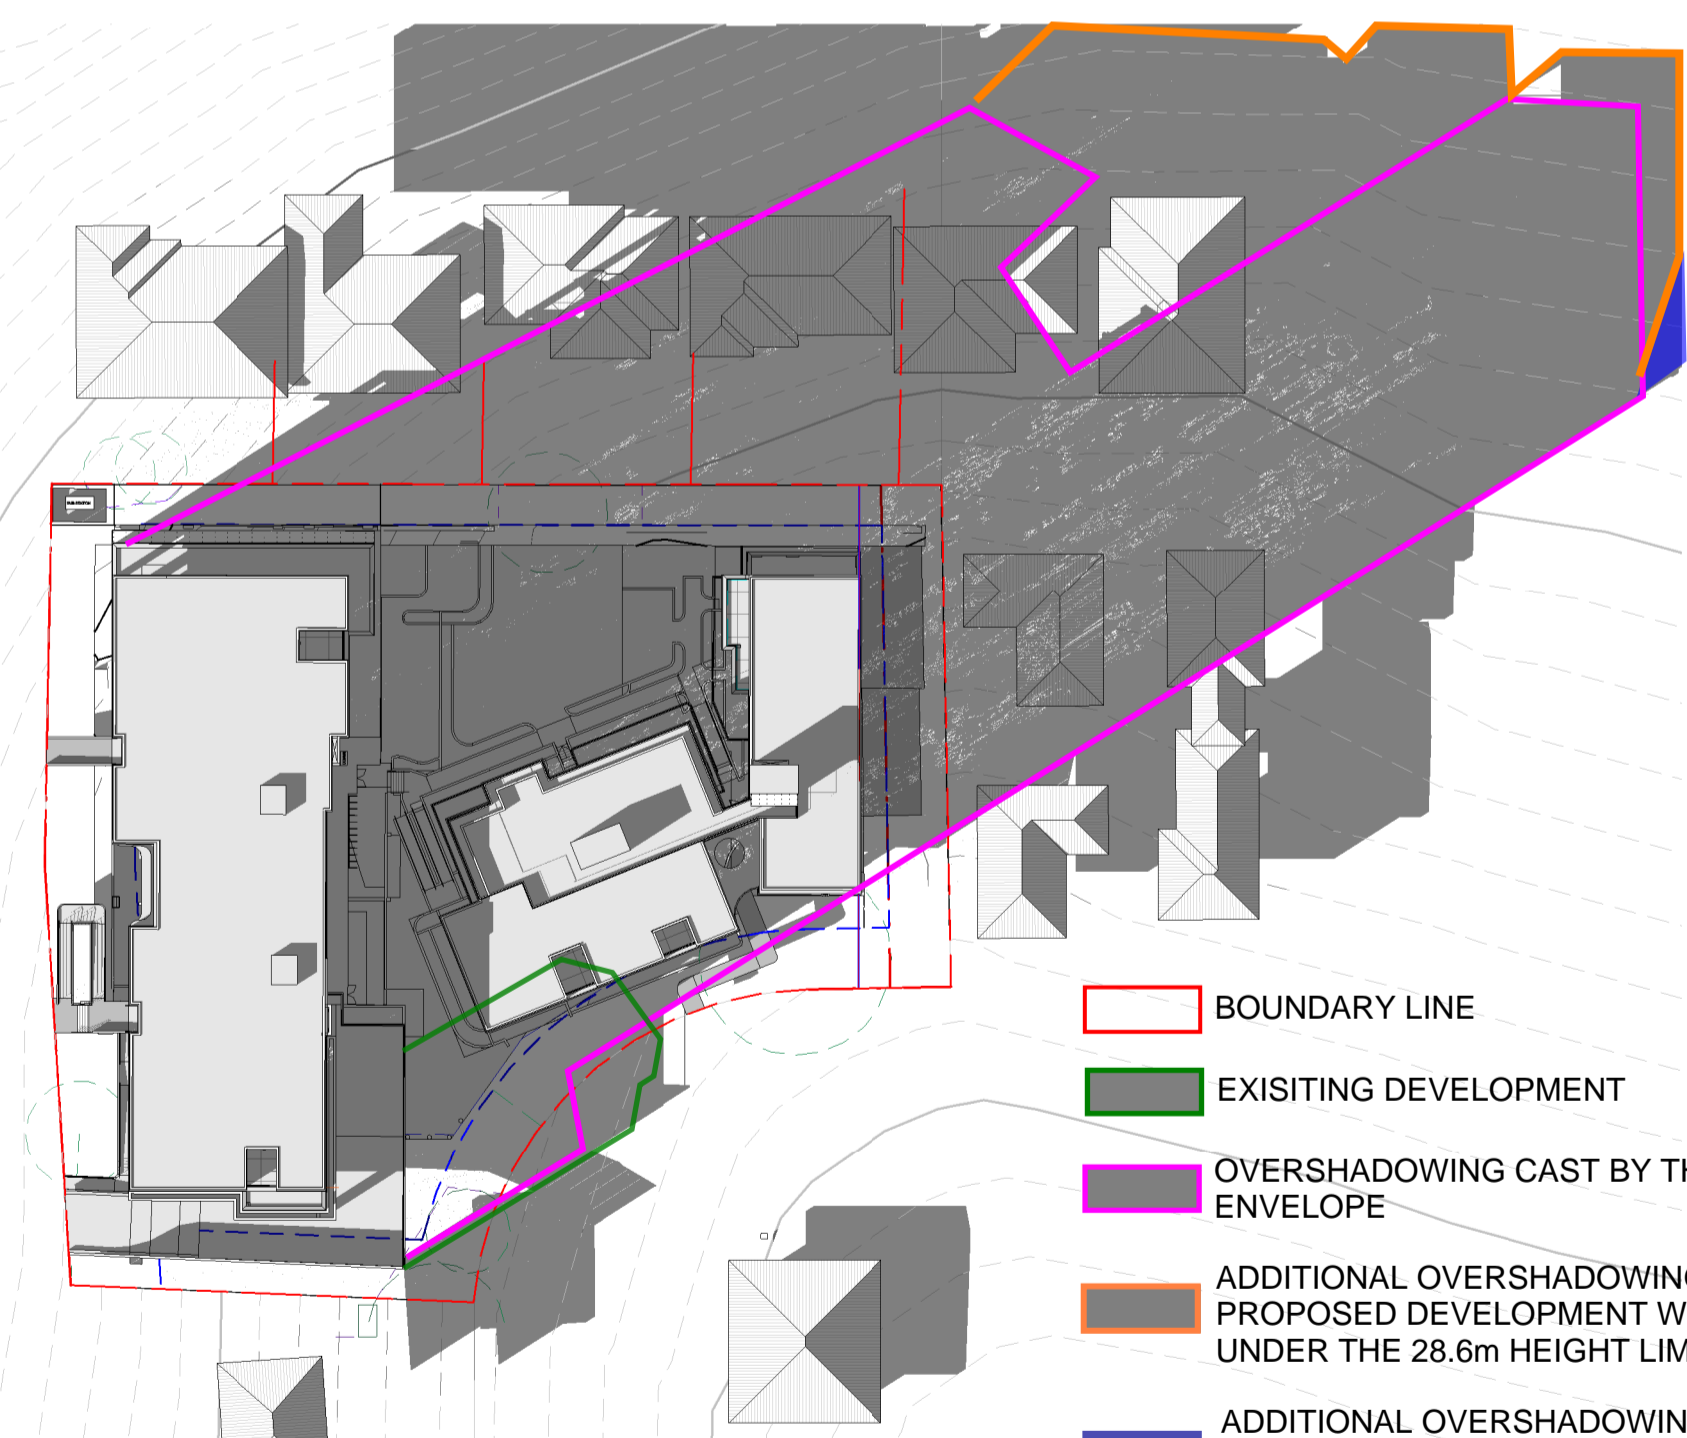 BOUNDARY LINE
EXISITING DEVELOPMENT
OVERSHADOWING CAST BY TH
ENVELOPE
ADDITIONAL OVERSHADOWING
PROPOSED DEVELOPMENT W
UNDER THE 28.6m HEIGHT LIM
ADDITIONAL OVERSHADOWIN